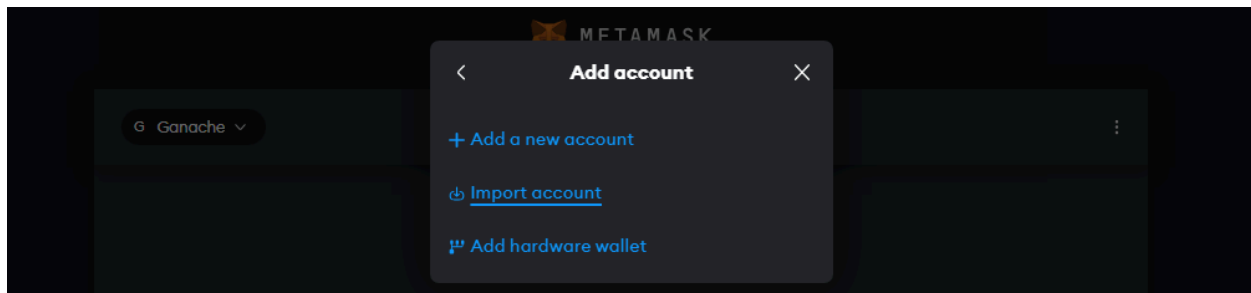 METAMASK
Add account
G Ganache
Add a new account
Import account
Add hardware wallet